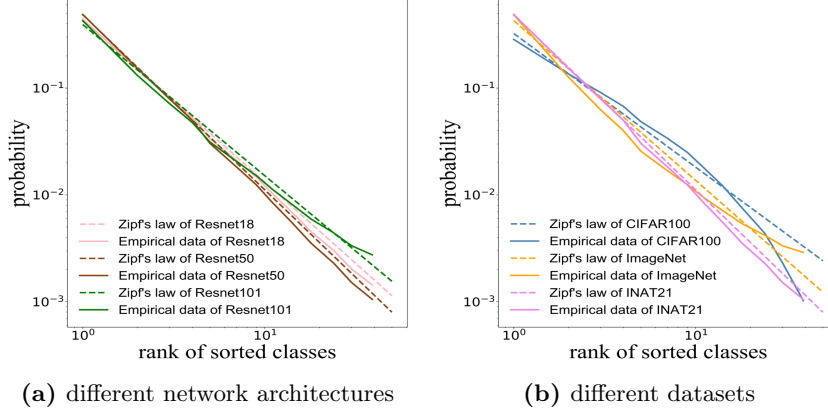 probability
10⁻¹
10⁻²
10⁻³
Zipf's law of Resnet18
Empirical data of Resnet18
Zipf's law of Resnet50
Empirical data of Resnet50
Zipf's law of Resnet101
Empirical data of Resnet101
10⁰
10¹
rank of sorted classes
(a) different network architectures
probability
10⁻¹
10⁻²
10⁻³
Zipf's law of CIFAR100
Empirical data of CIFAR100
Zipf's law of ImageNet
Empirical data of ImageNet
Zipf's law of INAT21
Empirical data of INAT21
10⁰
10¹
rank of sorted classes
(b) different datasets